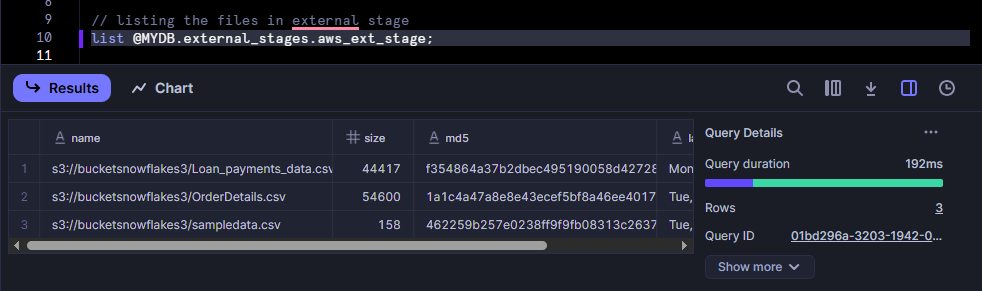 8
9 // listing the files in external stage
10 list @MYDB.external_stages.aws_ext_stage;
11
Results Chart
name size md5 la
1 s3://bucketsnowflakes3/Loan_payments_data.csv 44417 f354864a37b2dbec495190058d42728 Mon
2 s3://bucketsnowflakes3/OrderDetails.csv 54600 1a1c4a47a8e8e43ecef5bf8a46ee4017 Tue,
3 s3://bucketsnowflakes3/sampledata.csv 158 462259b257e0238ff9f9fb08313c2637 Tue,
Query Details ...
Query duration 192ms
Rows 3
Query ID 01bd296a-3203-1942-0...
Show more